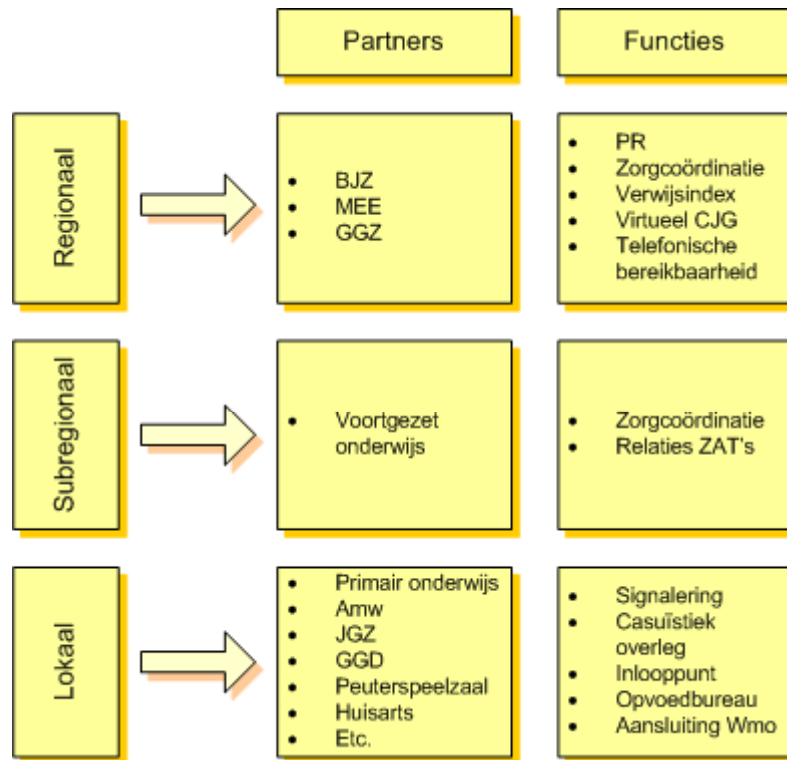 Partners
Functies
Regionaal
• BJZ
• MEE
• GGZ
• PR
• Zorgcoördinatie
• Verwijsindex
• Virtueel CJG
• Telefonische
bereikbaarheid
Subregionaal
• Voortgezet
onderwijs
• Zorgcoördinatie
• Relaties ZAT's
Lokaal
• Primair onderwijs
• Amw
• JGZ
• GGD
• Peuterspeelzaal
• Huisarts
• Etc.
• Signalering
• Casuïstiek
overleg
• Inlooppunt
• Opvoedbureau
• Aansluiting Wmo